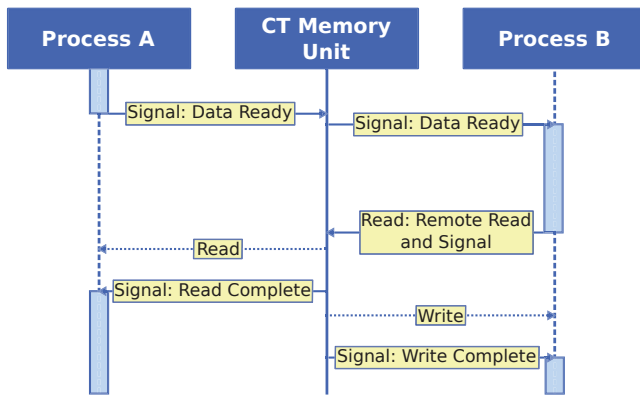 Process A
CT Memory
Unit
Process B
Signal: Data Ready
Signal: Data Ready
Read: Remote Read
and Signal
Read
Signal: Read Complete
Write
Signal: Write Complete